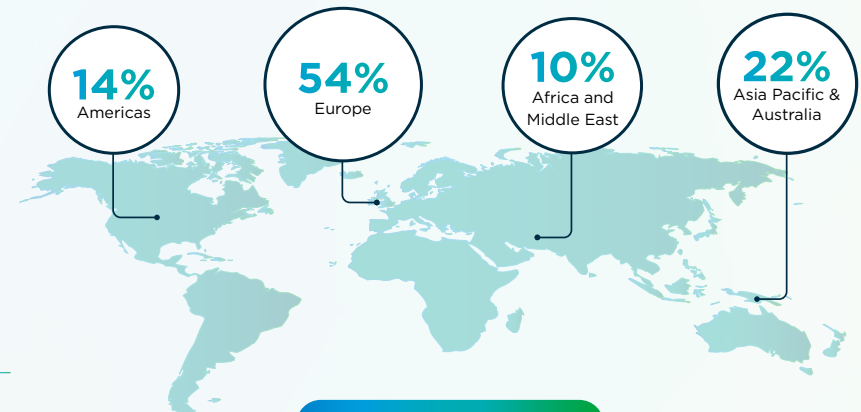 14%
Americas
54%
Europe
10%
Africa and
Middle East
22%
Asia Pacific &
Australia